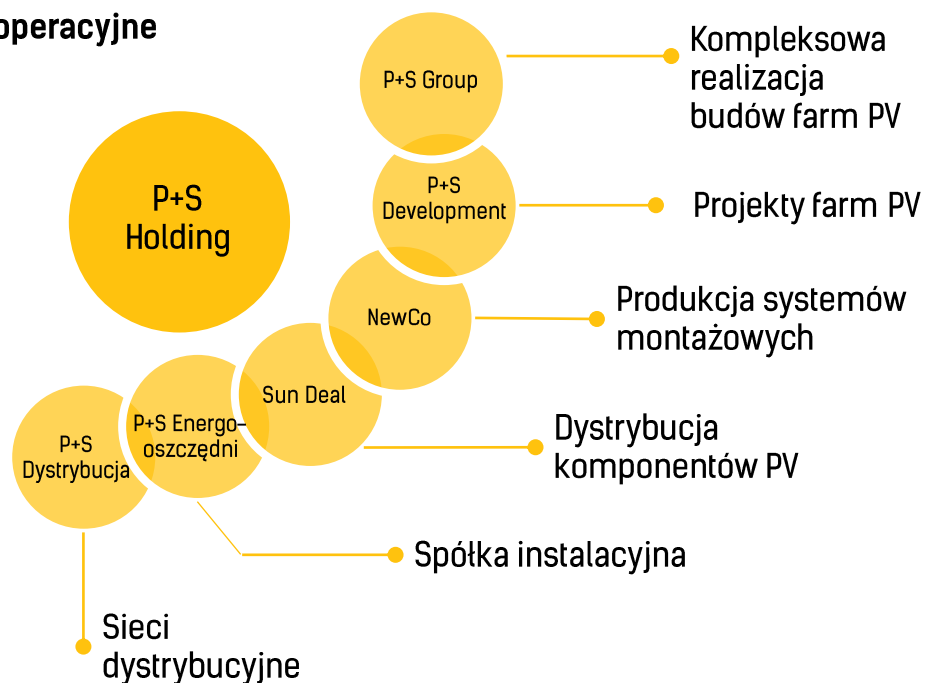 operacyjne
P+S Group
Kompleksowa
realizacja
budów farm PV
P+S
Holding
P+S
Development
Projekty farm PV
NewCo
Produkcja systemów
montażowych
Sun Deal
P+S Energo-
oszczędni
P+S
Dystrybucja
Dystrybucja
komponentów PV
Spółka instalacyjna
Sieci
dystrybucyjne